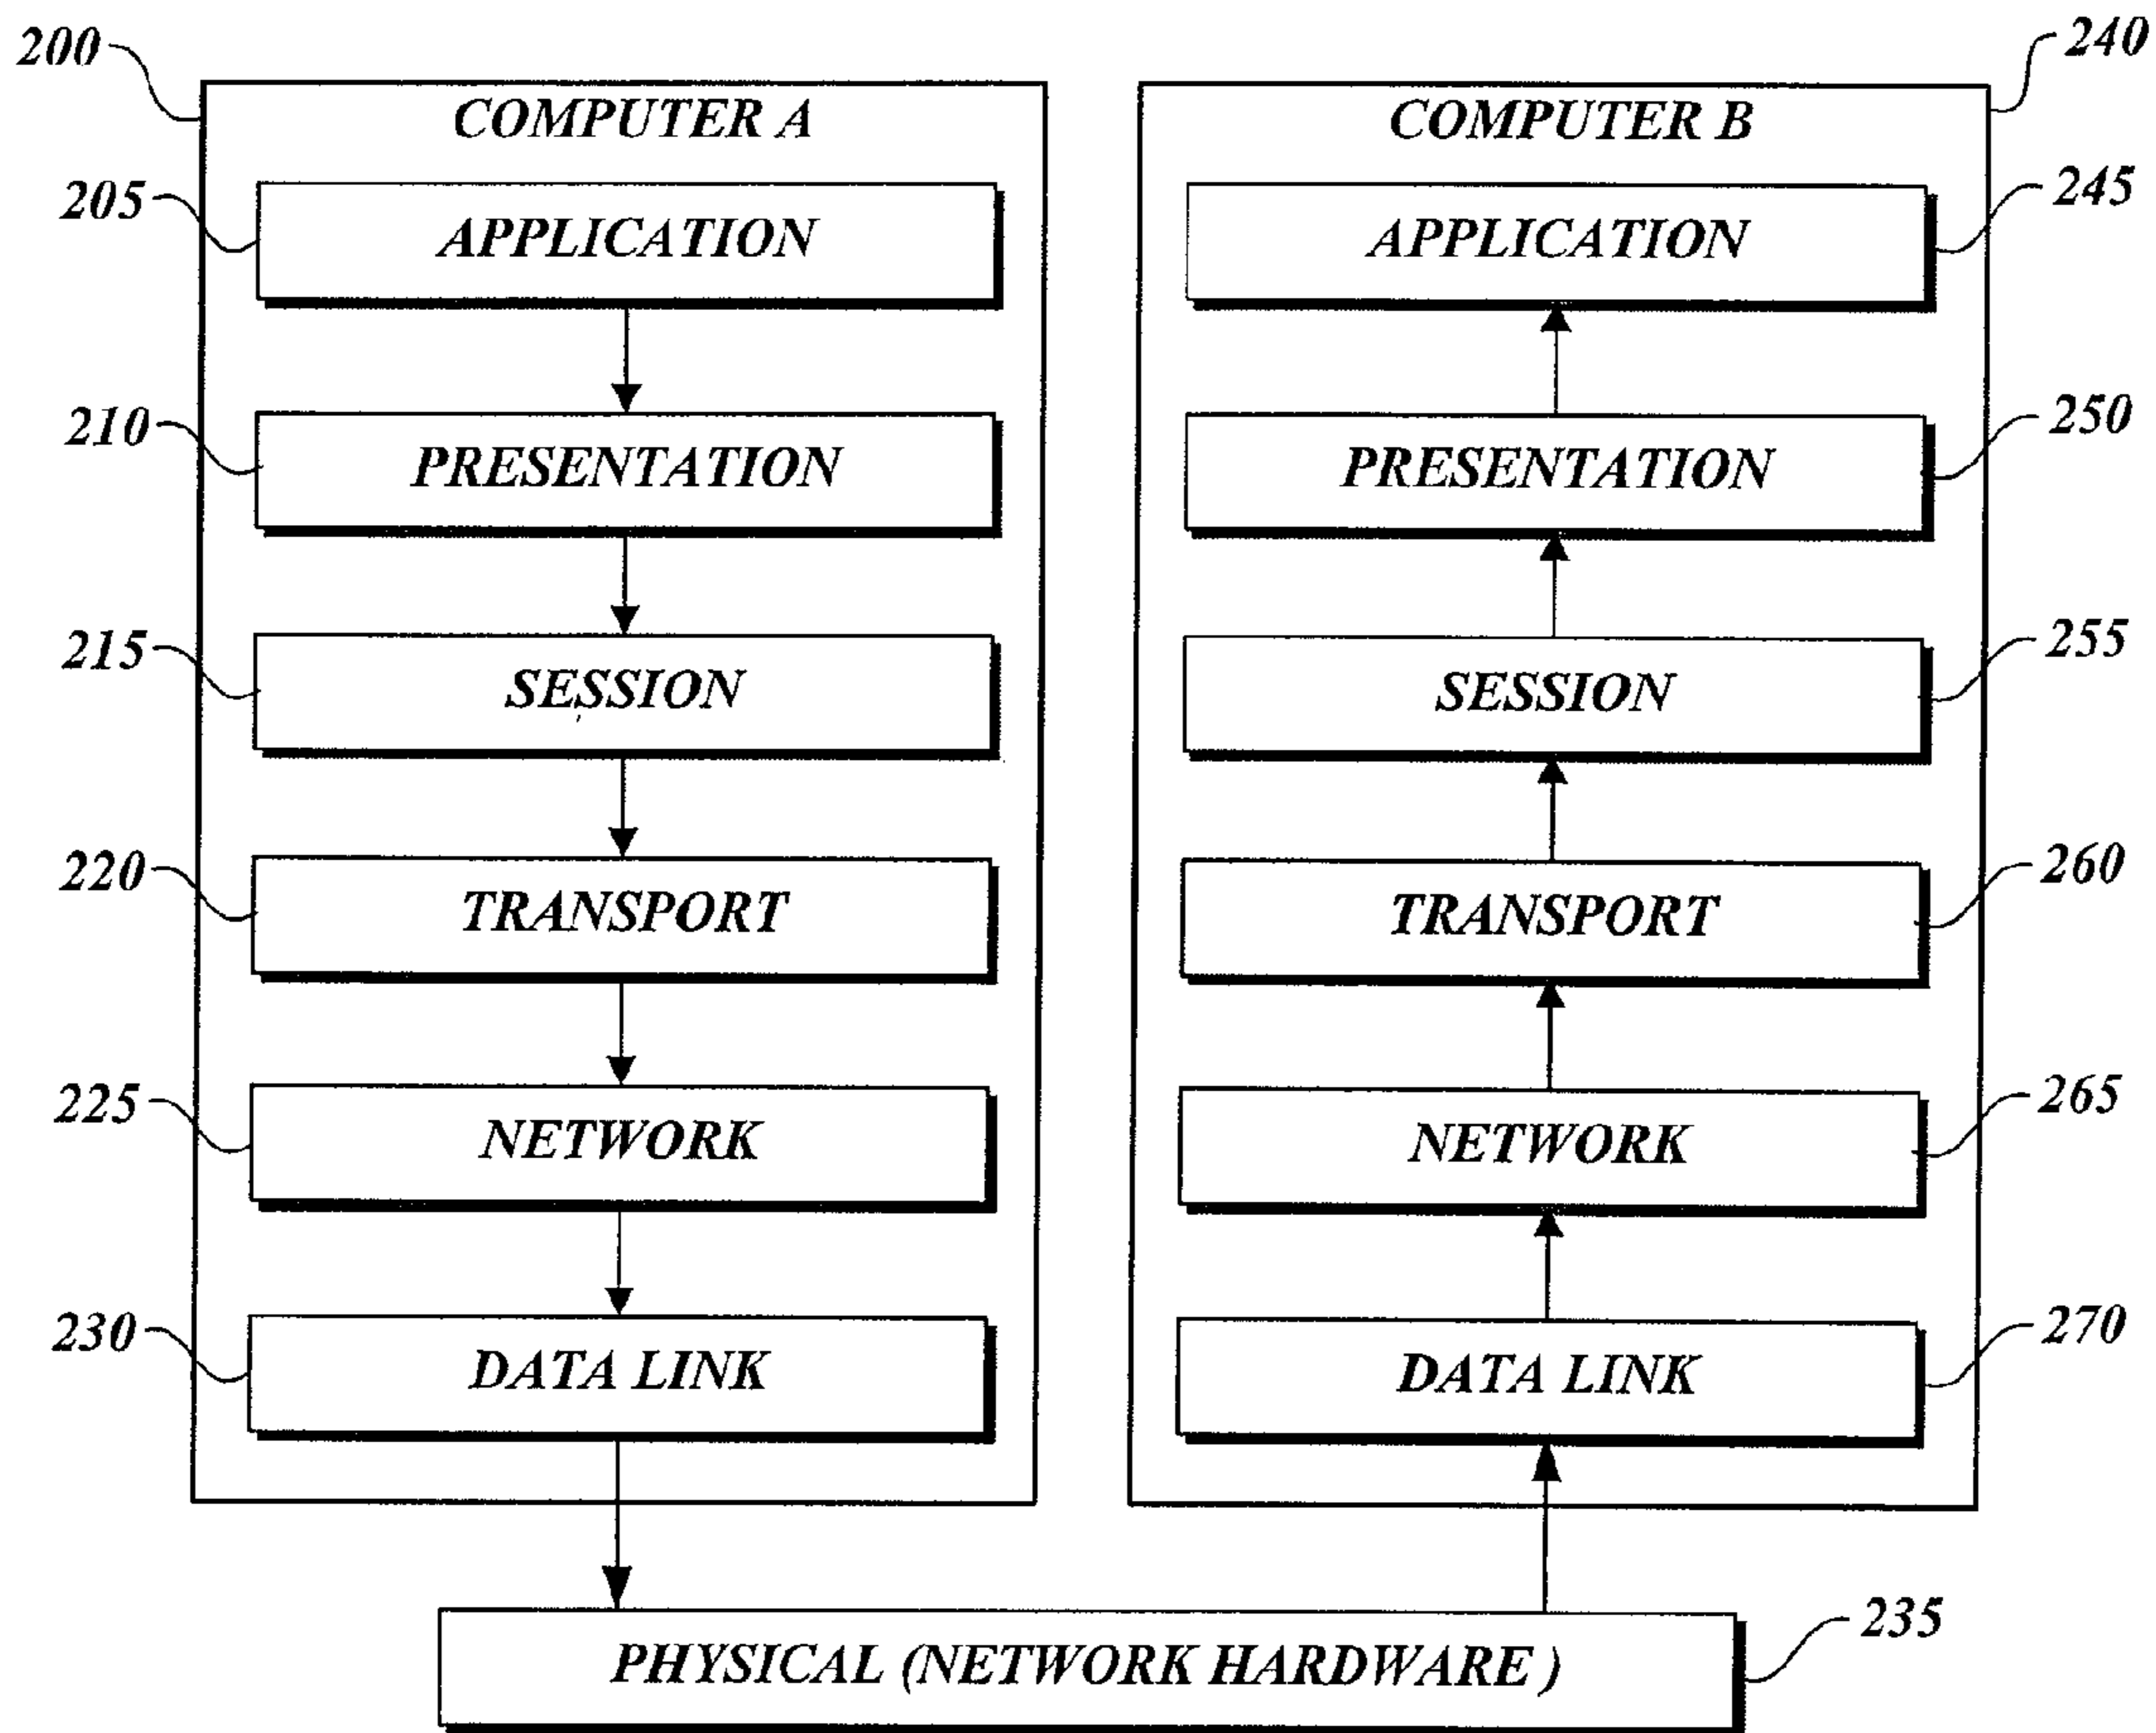 200
COMPUTER A
205
APPLICATION
210
PRESENTATION
215
SESSION
220
TRANSPORT
225
NETWORK
230
DATA LINK
240
COMPUTER B
245
APPLICATION
250
PRESENTATION
255
SESSION
260
TRANSPORT
265
NETWORK
270
DATA LINK
235
PHYSICAL (NETWORK HARDWARE)